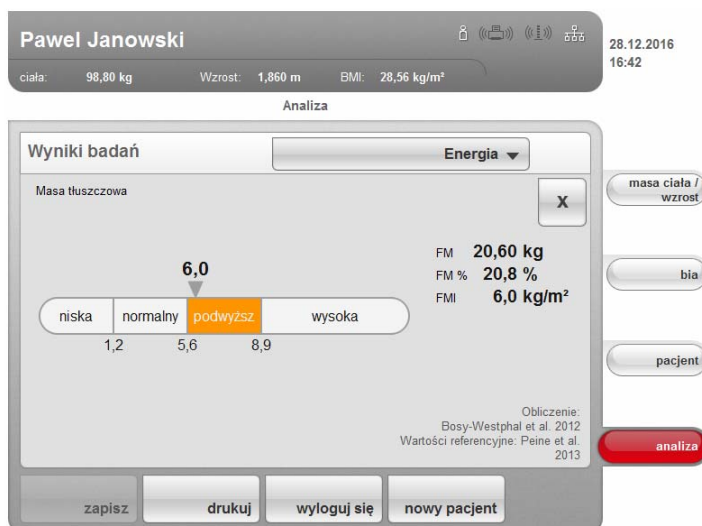 Pawel Janowski
ciała: 98,80 kg Wzrost: 1,860 m BMI: 28,56 kg/m²
28.12.2016
16:42
Analiza
Wyniki badań
Energia
Masa tłuszczowa
X
FM 20,60 kg
FM % 20,8 %
FMI 6,0 kg/m²
6,0
niska normalny podwyższ wysoka
1,2 5,6 8,9
Obliczenie:
Bosy-Westphal et al. 2012
Wartości referencyjne: Peine et al.
2013
masa ciała /
wzrost
bia
pacjent
analiza
zapisz drukuj wyloguj się nowy pacjent